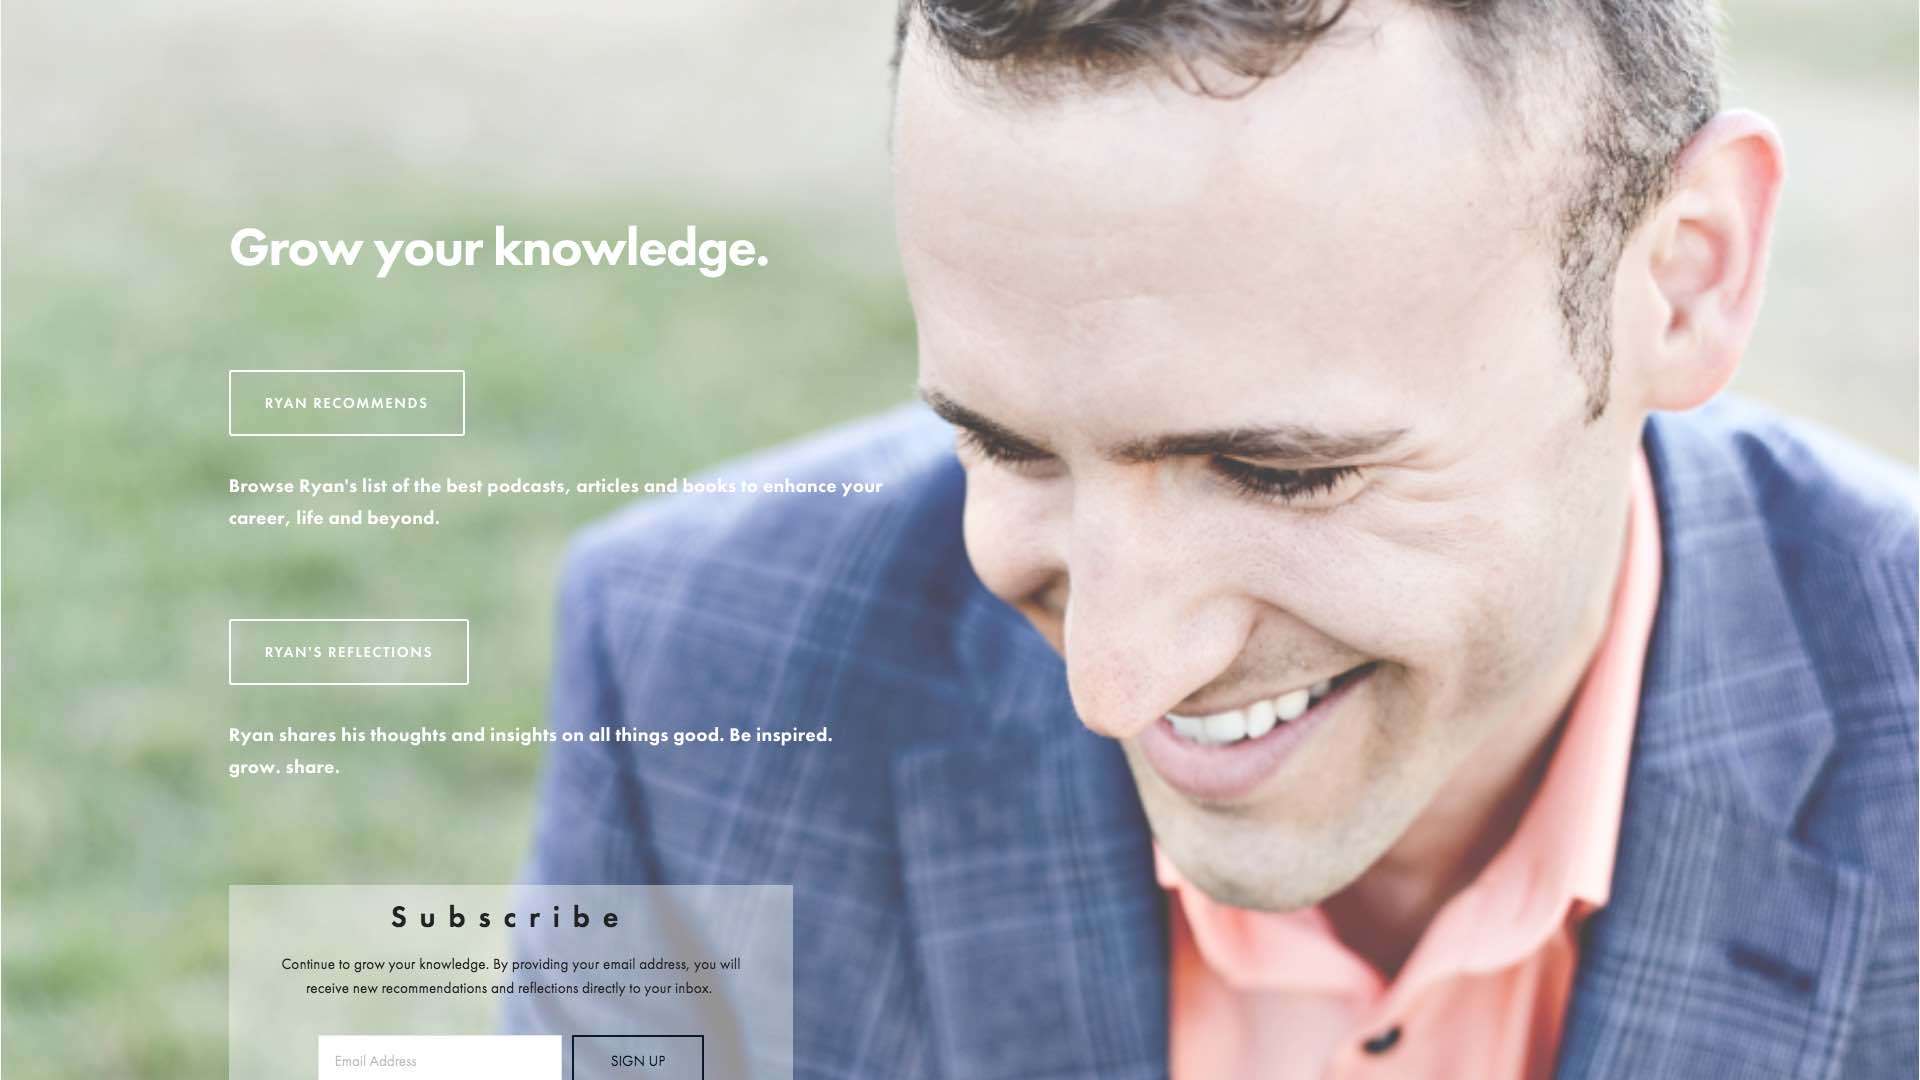 Grow your knowledge.
RYAN RECOMMENDS
Browse Ryan's list of the best podcasts, articles and books to enhance your
career, life and beyond.
RYAN'S REFLECTIONS
Ryan shares his thoughts and insights on all things good. Be inspired.
grow. share.
Subscribe
Continue to grow your knowledge. By providing your email address, you will
receive new recommendations and reflections directly to your inbox.
Email Address
SIGN UP